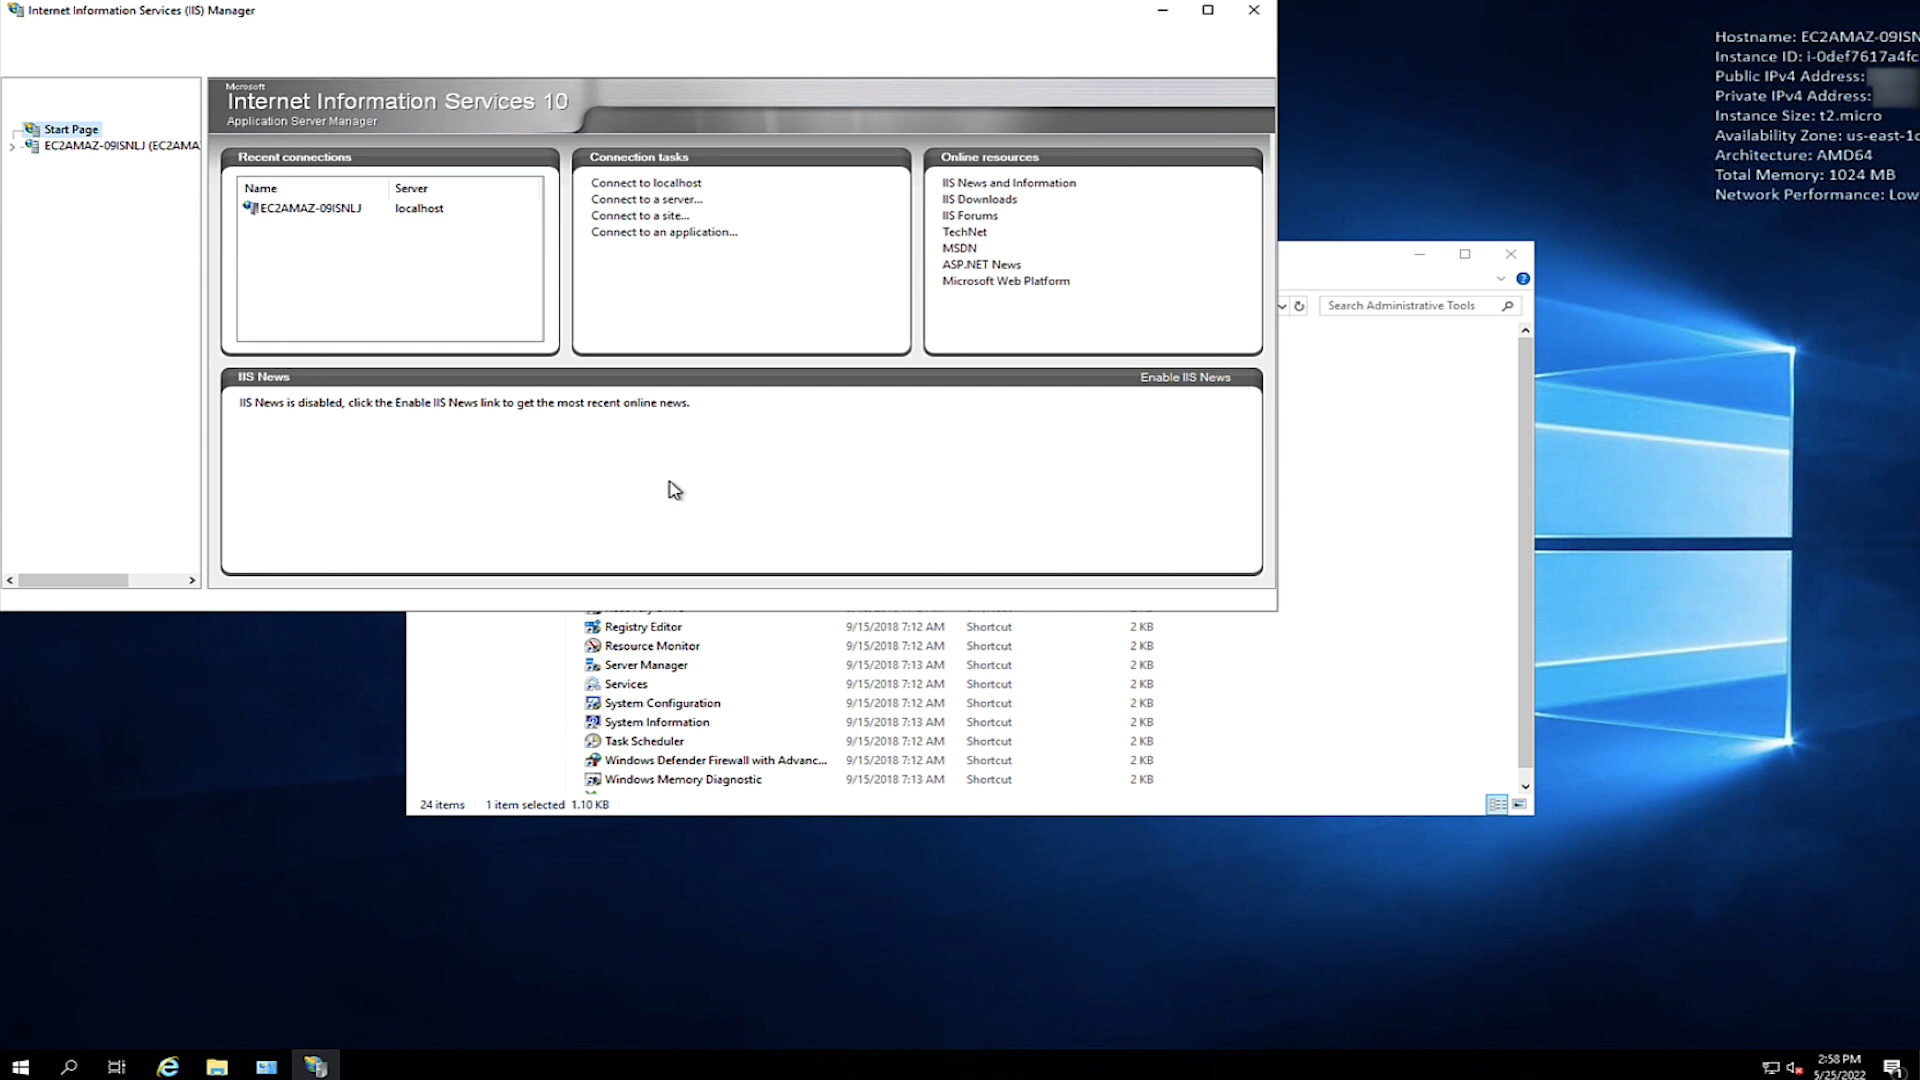 Internet Information Services (IIS) Manager
Hostname: EC2AMAZ-09ISN
Instance ID: i-0def7617a4fc
Public IPv4 Address:
Private IPv4 Address:
Instance Size: t2.micro
Availability Zone: us-east-1c
Architecture: AMD64
Total Memory: 1024 MB
Network Performance: Low
Start Page
EC2AMAZ-09ISNLJ (EC2AMA
Microsoft
Internet Information Services 10
Application Server Manager
Recent connections
Name Server
EC2AMAZ-09ISNLJ localhost
Connection tasks
Connect to localhost
Connect to a server...
Connect to a site...
Connect to an application...
Online resources
IIS News and Information
IIS Downloads
IIS Forums
TechNet
MSDN
ASP.NET News
Microsoft Web Platform
IIS News Enable IIS News
IIS News is disabled, click the Enable IIS News link to get the most recent online news.
Search Administrative Tools
Registry Editor 9/15/2018 7:12 AM Shortcut 2 KB
Resource Monitor 9/15/2018 7:12 AM Shortcut 2 KB
Server Manager 9/15/2018 7:13 AM Shortcut 2 KB
Services 9/15/2018 7:12 AM Shortcut 2 KB
System Configuration 9/15/2018 7:12 AM Shortcut 2 KB
System Information 9/15/2018 7:13 AM Shortcut 2 KB
Task Scheduler 9/15/2018 7:12 AM Shortcut 2 KB
Windows Defender Firewall with Advanc... 9/15/2018 7:12 AM Shortcut 2 KB
Windows Memory Diagnostic 9/15/2018 7:13 AM Shortcut 2 KB
24 items 1 item selected 1.10 KB
2:58 PM
5/25/2022